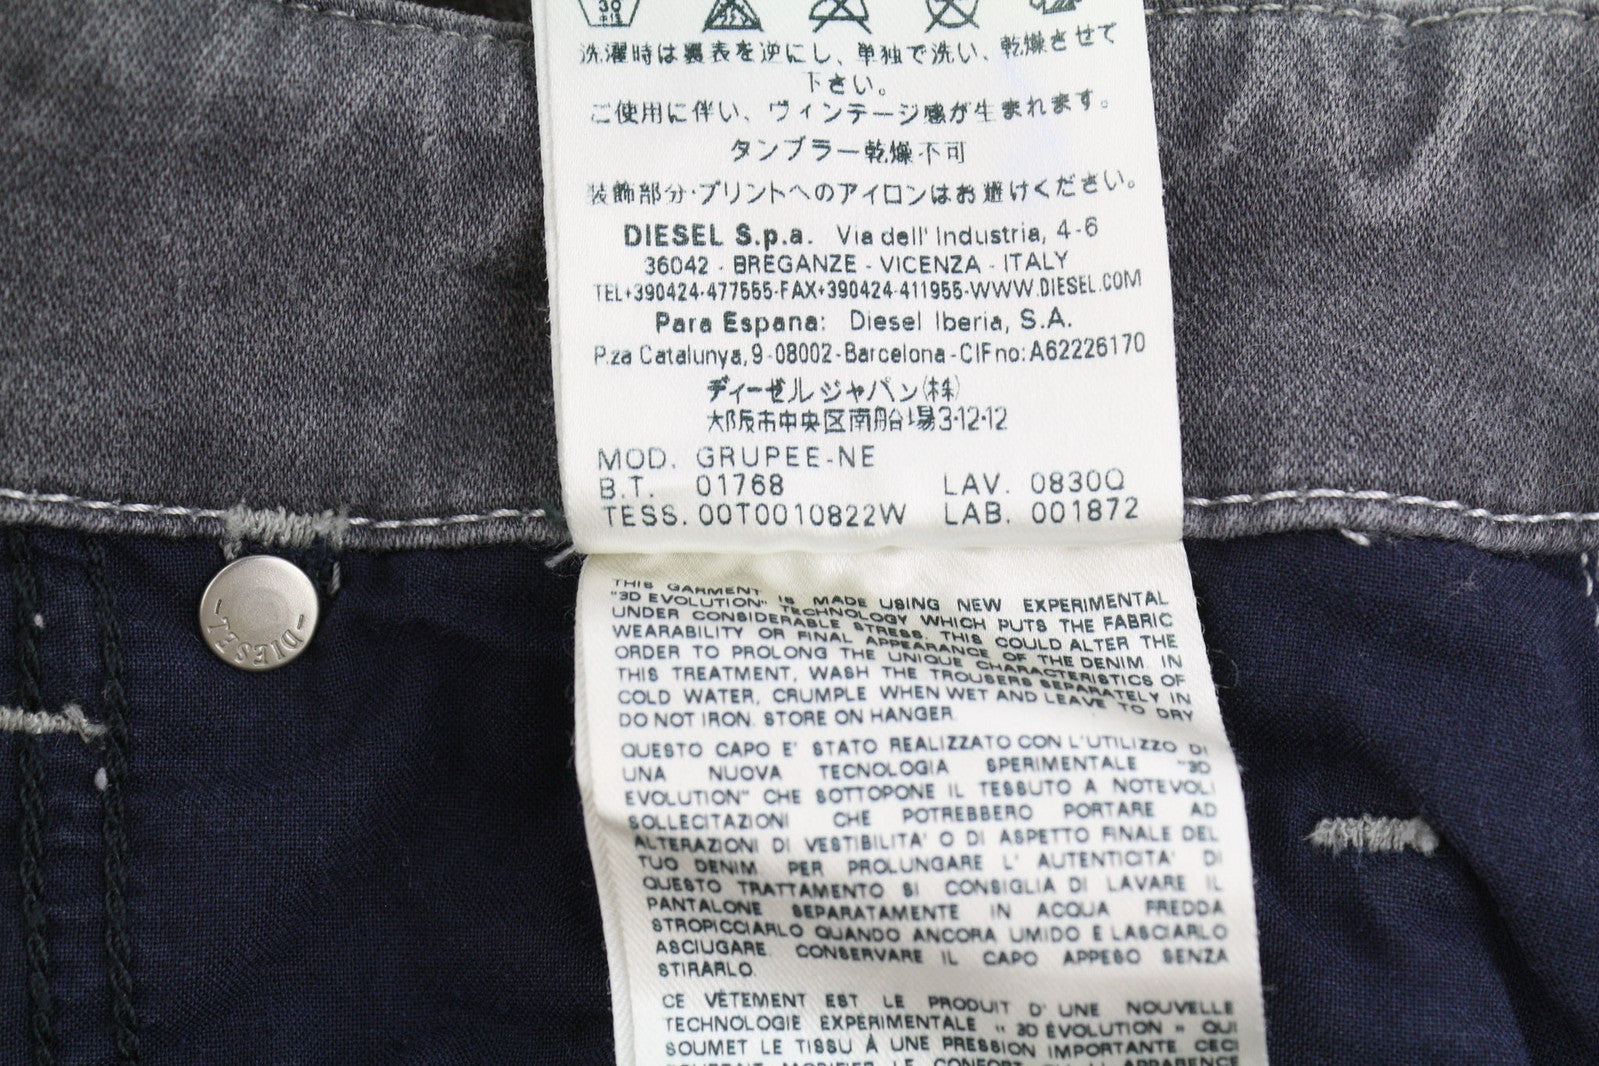 30
中性
洗濯時は裏表を逆にし、単独で洗い、乾燥させて
下さい。
ご使用に伴い、ヴィンテージ感が生まれます。
タンブラー乾燥不可
装飾部分・プリントへのアイロンはお避けください。
DIESEL S.p.a. Via dell' Industria, 4-6
36042 - BREGANZE - VICENZA - ITALY
TEL+390424-477555-FAX+390424-411955-WWW.DIESEL.COM
Para Espana: Diesel Iberia, S.A.
P.za Catalunya, 9 -08002 -Barcelona -CIFno: A62226170
ディーゼル ジャパン(株)
大阪市中央区南船場3-12-12
MOD. GRUPEE-NE
B.T. 01768 LAV. 0830Q
TESS. 00T0010822W LAB. 001872
THIS GARMENT IS MADE USING NEW EXPERIMENTAL
"3D EVOLUTION" TECHNOLOGY WHICH PUTS THE FABRIC
UNDER CONSIDERABLE STRESS. THIS COULD ALTER THE
WEARABILITY OR FINAL APPEARANCE OF THE DENIM. IN
ORDER TO PROLONG THE UNIQUE CHARACTERISTICS OF
THIS TREATMENT, WASH THE TROUSERS SEPARATELY IN
COLD WATER, CRUMPLE WHEN WET AND LEAVE TO DRY
DO NOT IRON. STORE ON HANGER.
QUESTO CAPO E' STATO REALIZZATO CON L'UTILIZZO DI
UNA NUOVA TECNOLOGIA SPERIMENTALE "3D
EVOLUTION" CHE SOTTOPONE IL TESSUTO A NOTEVOLI
SOLLECITAZIONI CHE POTREBBERO PORTARE AD
ALTERAZIONI DI VESTIBILITA' O DI ASPETTO FINALE DEL
TUO DENIM PER PROLUNGARE L' AUTENTICITA' DI
QUESTO TRATTAMENTO SI CONSIGLIA DI LAVARE IL
PANTALONE SEPARATAMENTE IN ACQUA FREDDA
STROPICCIARLO QUANDO ANCORA UMIDO E LASCIARLO
ASCIUGARE. CONSERVARE IL CAPO APPESO SENZA
STIRARLO.
CE VÊTEMENT EST LE PRODUIT D' UNE NOUVELLE
TECHNOLOGIE EXPÉRIMENTALE « 3D ÉVOLUTION » QUI
SOUMET LE TISSU À UNE PRESSION IMPORTANTE CECI
POURRAIT MODIFIER LE CONFORT OU L' APPARENCE
-DIESEL-